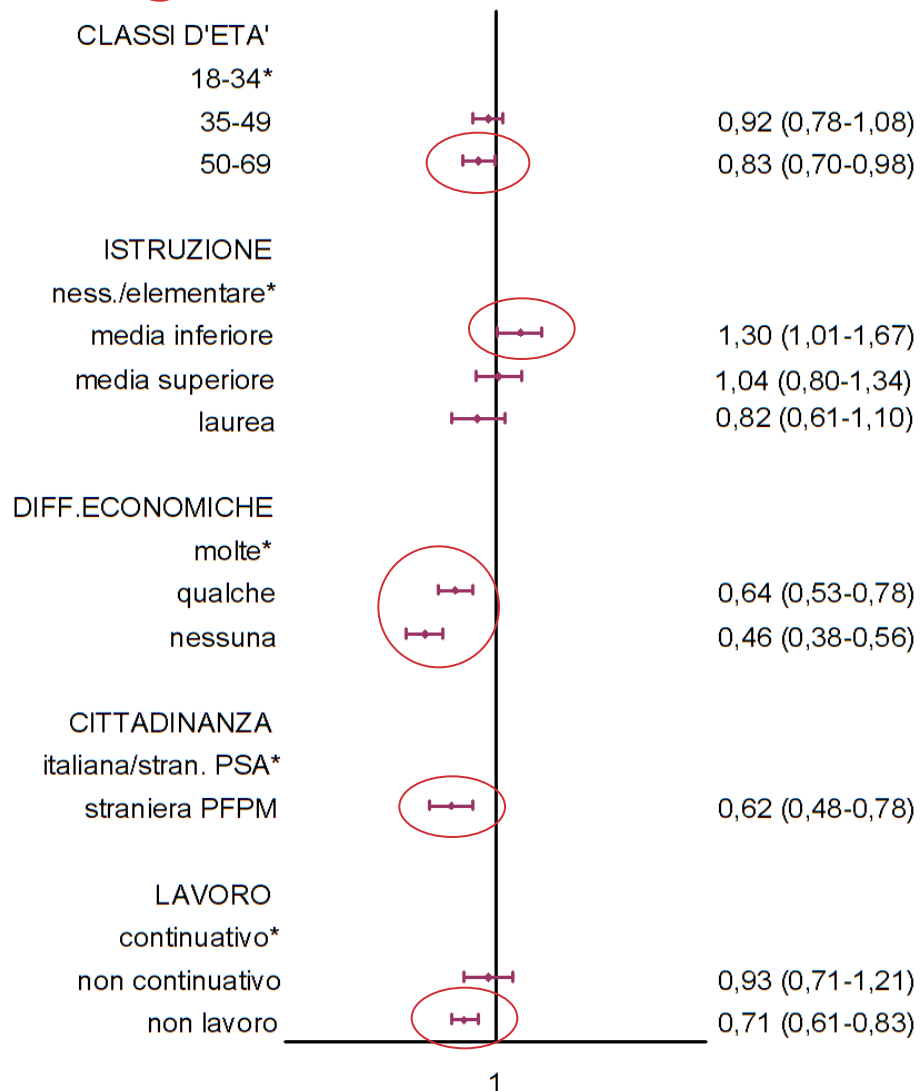 CLASSI D'ETA'
18-34*
35-49 0,92 (0,78-1,08)
50-69 0,83 (0,70-0,98)
ISTRUZIONE
ness./elementare*
media inferiore 1,30 (1,01-1,67)
media superiore 1,04 (0,80-1,34)
laurea 0,82 (0,61-1,10)
DIFF.ECONOMICHE
molte*
qualche 0,64 (0,53-0,78)
nessuna 0,46 (0,38-0,56)
CITTADINANZA
italiana/stran. PSA*
straniera PFPM 0,62 (0,48-0,78)
LAVORO
continuativo*
non continuativo 0,93 (0,71-1,21)
non lavoro 0,71 (0,61-0,83)
1